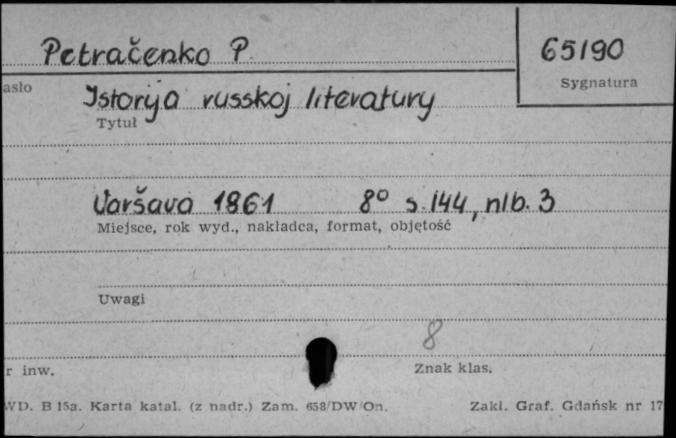 Petračenko P. 65190
asło Sygnatura
Istorija russkoj literatury
Tytuł
Varšava 1861 8° s. 144, nlb. 3
Miejsce, rok wyd., nakładca, format, objętość
Uwagi
8
r inw. Znak klas.
WD. B 15a. Karta katal. (z nadr.) Zam. 658/DW/On. Zakł. Graf. Gdańsk nr 17